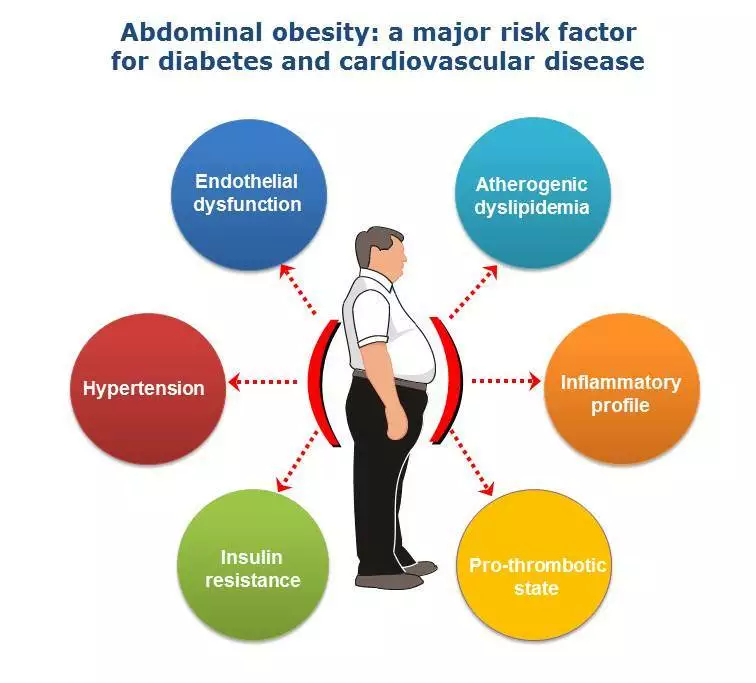 Abdominal obesity: a major risk factor
for diabetes and cardiovascular disease
Endothelial
dysfunction
Atherogenic
dyslipidemia
Hypertension
Inflammatory
profile
Insulin
resistance
Pro-thrombotic
state